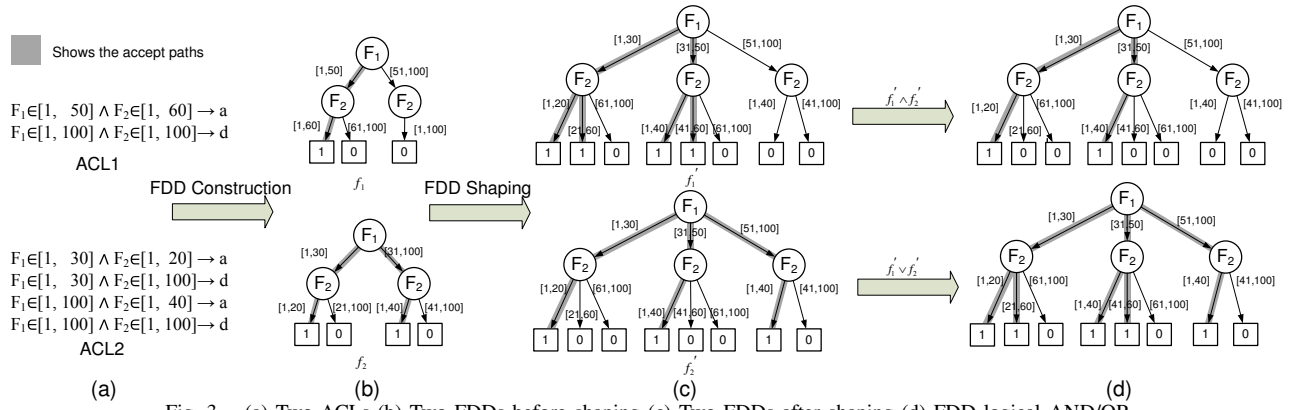 Shows the accept paths
F₁∈[1, 50] ∧ F₂∈[1, 60] → a
F₁∈[1, 100] ∧ F₂∈[1, 100]→ d
ACL1
F₁∈[1, 30] ∧ F₂∈[1, 20] → a
F₁∈[1, 30] ∧ F₂∈[1, 100]→ d
F₁∈[1, 100] ∧ F₂∈[1, 40] → a
F₁∈[1, 100] ∧ F₂∈[1, 100]→ d
ACL2
(a)
FDD Construction
F₁
[1,50] [51,100]
F₂ F₂
[1,60] [61,100] [1,100]
1 0 0
f₁
F₁
[1,30] [31,100]
F₂ F₂
[1,20] [21,100] [1,40] [41,100]
1 0 1 0
f₂
(b)
FDD Shaping
F₁
[1,30] [31,50] [51,100]
F₂ F₂ F₂
[1,20] [21,60] [61,100] [1,40] [41,60] [61,100] [1,40] [41,100]
1 1 0 1 1 0 0 0
f₁′
F₁
[1,30] [31,50] [51,100]
F₂ F₂ F₂
[1,20] [21,60] [61,100] [1,40] [41,60] [61,100] [1,40] [41,100]
1 0 0 1 0 0 1 0
f₂′
(c)
f₁′ ∧ f₂′
F₁
[1,30] [31,50] [51,100]
F₂ F₂ F₂
[1,20] [21,60] [61,100] [1,40] [41,60] [61,100] [1,40] [41,100]
1 0 0 1 0 0 0 0
f₁′ ∨ f₂′
F₁
[1,30] [31,50] [51,100]
F₂ F₂ F₂
[1,20] [21,60] [61,100] [1,40] [41,60] [61,100] [1,40] [41,100]
1 1 0 1 1 0 1 0
(d)
Fig. 3. (a) Two ACLs (b) Two FDDs before shaping (c) Two FDDs after shaping (d) FDD logical AND/OR